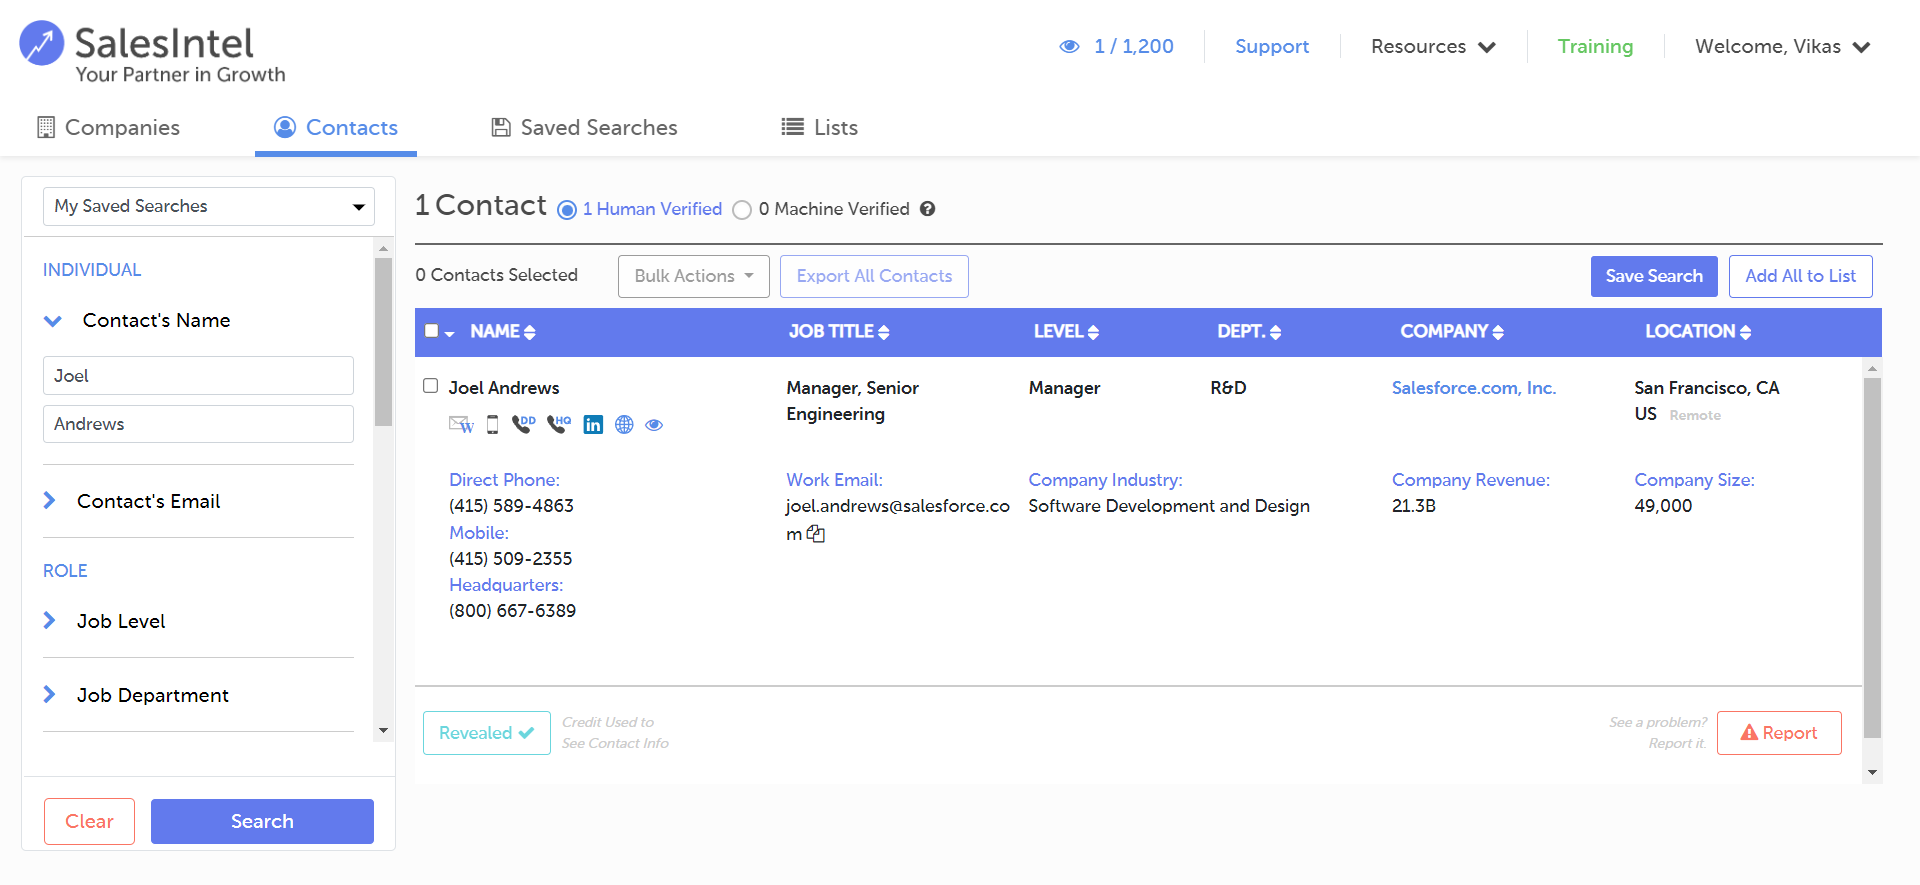 SalesIntel
Your Partner in Growth
1 / 1,200
Support
Resources
Training
Welcome, Vikas
Companies
Contacts
Saved Searches
Lists
My Saved Searches
INDIVIDUAL
Contact's Name
Joel
Andrews
Contact's Email
ROLE
Job Level
Job Department
Clear
Search
1 Contact
1 Human Verified
0 Machine Verified
?
0 Contacts Selected
Bulk Actions
Export All Contacts
Save Search
Add All to List
NAME
JOB TITLE
LEVEL
DEPT.
COMPANY
LOCATION
Joel Andrews
Manager, Senior
Engineering
Manager
R&D
Salesforce.com, Inc.
San Francisco, CA
US Remote
W
DD
HQ
in
Direct Phone:
(415) 589-4863
Mobile:
(415) 509-2355
Headquarters:
(800) 667-6389
Work Email:
joel.andrews@salesforce.co
m
Company Industry:
Software Development and Design
Company Revenue:
21.3B
Company Size:
49,000
Revealed
Credit Used to
See Contact Info
See a problem?
Report it.
Report